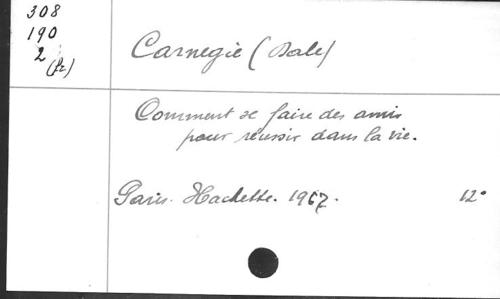 308
190
2
(Fr.)
Carnegie (Dale)
Comment se faire des amis
pour réussir dans la vie.
Paris. Hachette. 1967. 12°